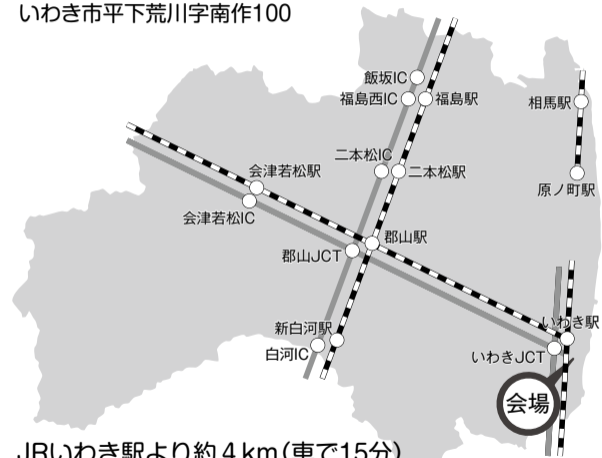 いわき市平下荒川字南作100
飯坂IC
福島西IC
福島駅
相馬駅
二本松IC
二本松駅
会津若松駅
原ノ町駅
会津若松IC
郡山駅
郡山JCT
新白河駅
いわき駅
白河IC
いわきJCT
会場
JRいわき駅より約4km(車で15分)